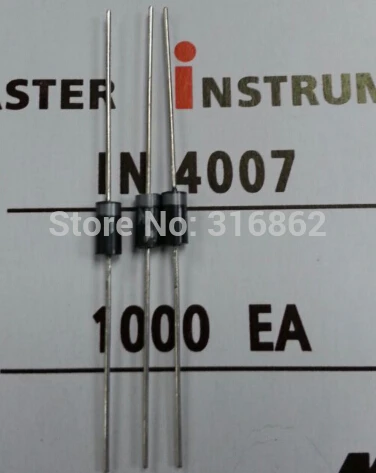 ASTER INSTRUM
IN 4007
Store No: 316862
1000 EA